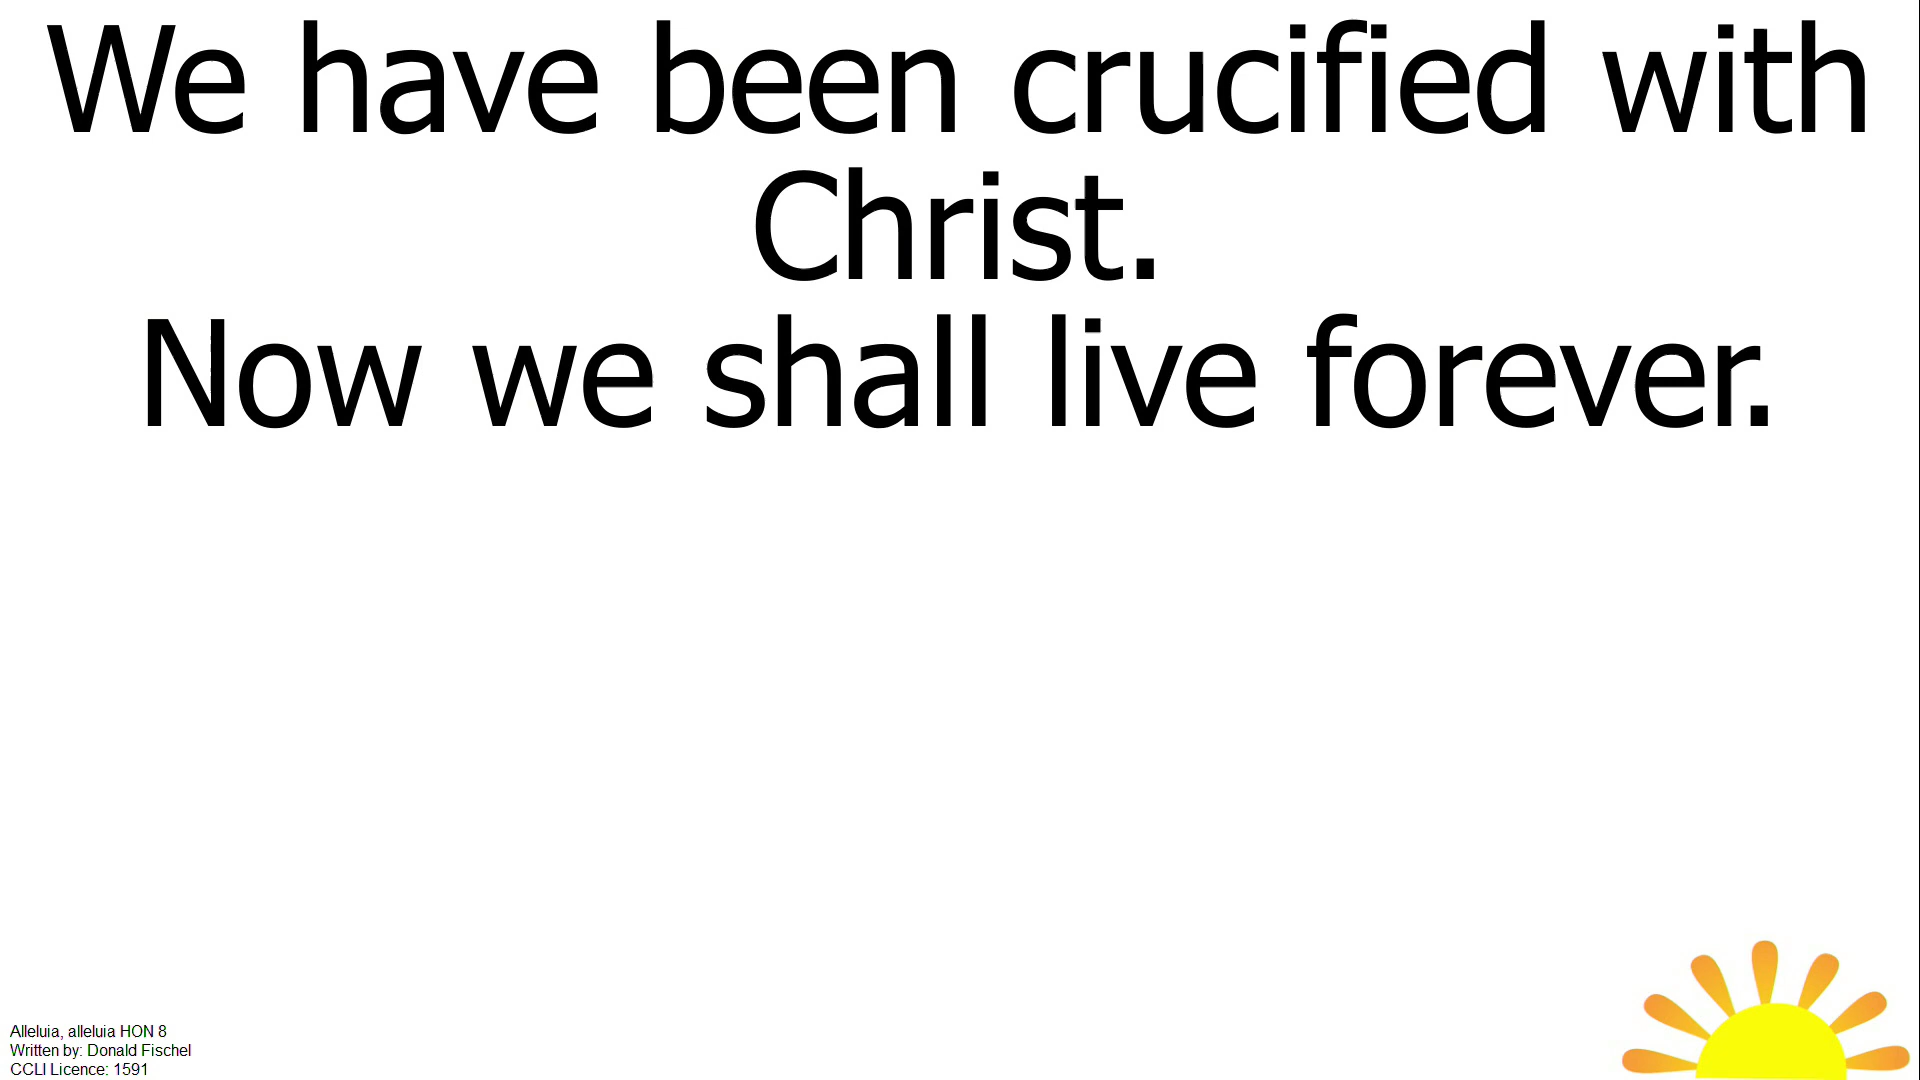 We have been crucified with
Christ.
Now we shall live forever.
Alleluia, alleluia HON 8
Written by: Donald Fischel
CCLI Licence: 1591